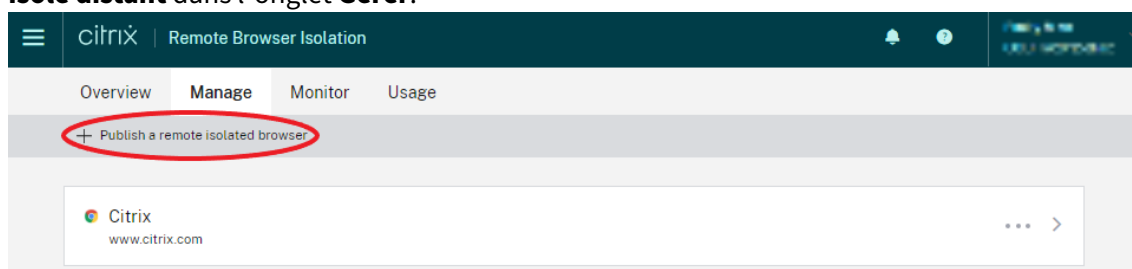 isolé distant dans l'onglet Gérer.
citrix | Remote Browser Isolation
Overview Manage Monitor Usage
+ Publish a remote isolated browser
Citrix
www.citrix.com